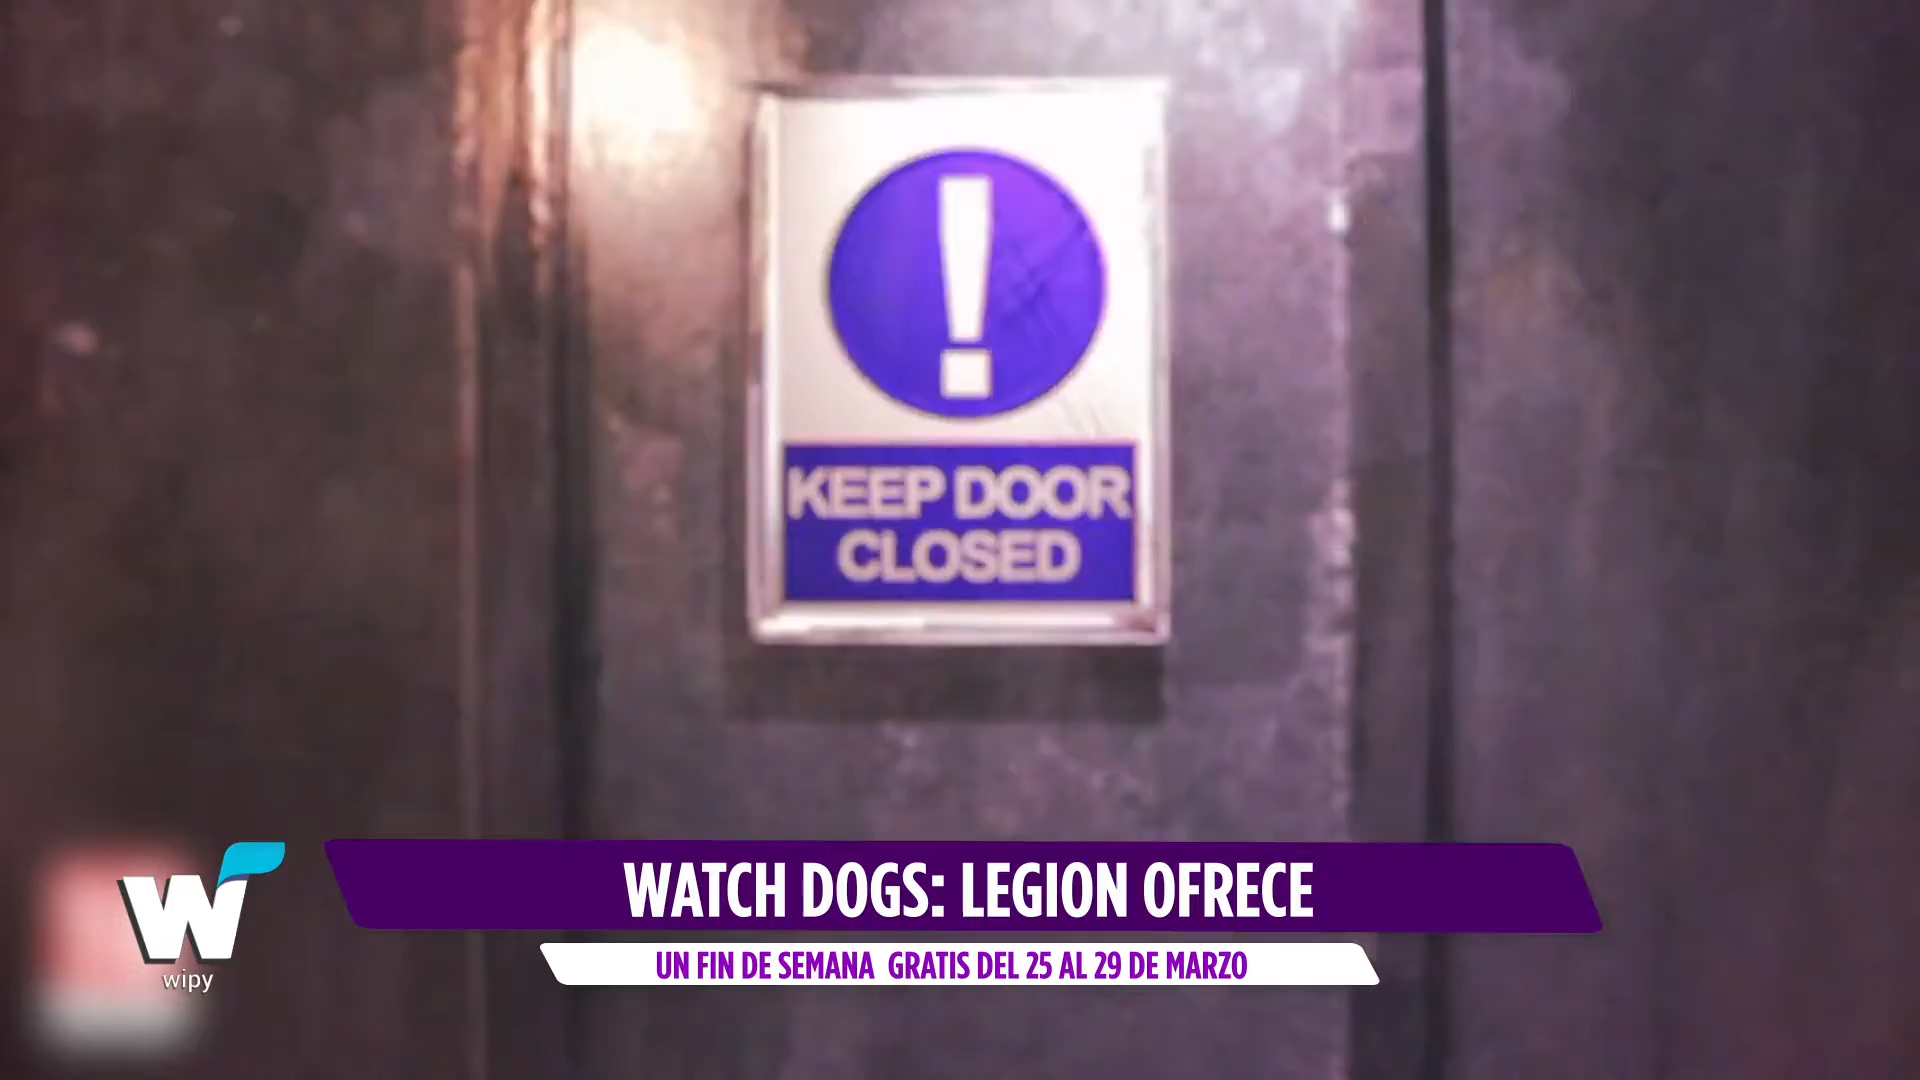 KEEP DOOR
CLOSED
WATCH DOGS: LEGION OFRECE
UN FIN DE SEMANA GRATIS DEL 25 AL 29 DE MARZO
W
wipy